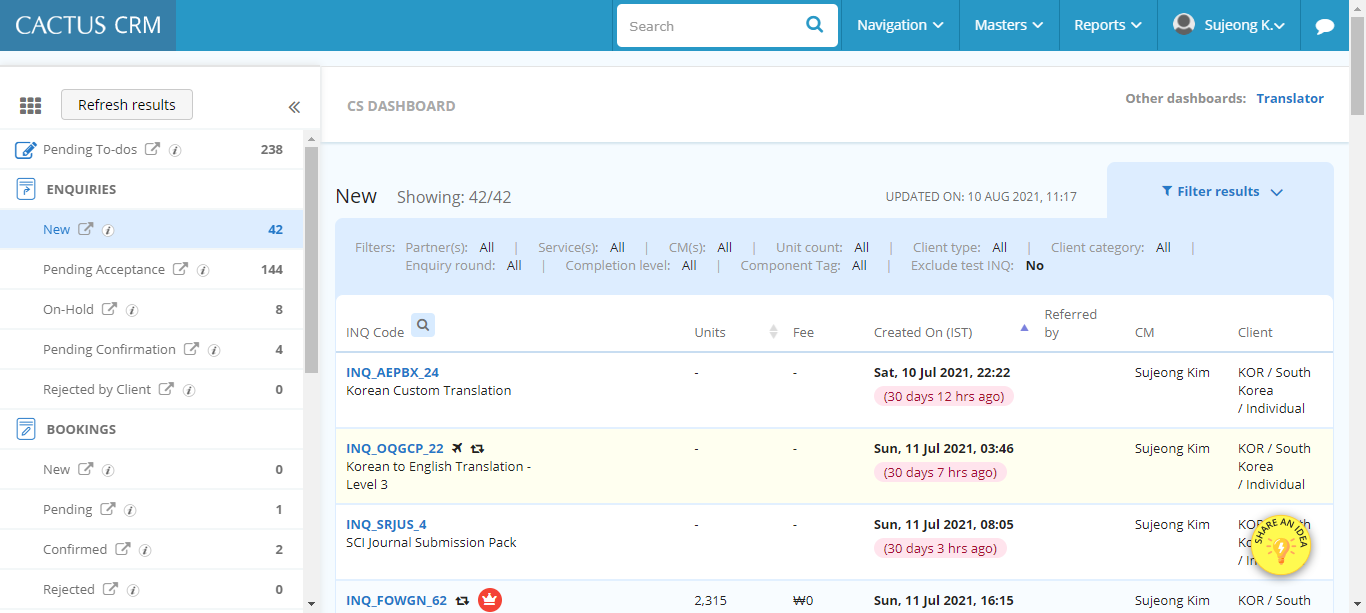 CACTUS CRM
Search
Navigation
Masters
Reports
Sujeong K.
Refresh results
Pending To-dos 238
ENQUIRIES
New 42
Pending Acceptance 144
On-Hold 8
Pending Confirmation 4
Rejected by Client 0
BOOKINGS
New 0
Pending 1
Confirmed 2
Rejected 0
CS DASHBOARD
Other dashboards: Translator
New Showing: 42/42
UPDATED ON: 10 AUG 2021, 11:17
Filter results
Filters: Partner(s): All | Service(s): All | CM(s): All | Unit count: All | Client type: All | Client category: All |
Enquiry round: All | Completion level: All | Component Tag: All | Exclude test INQ: No
INQ Code Units Fee Created On (IST) Referred by CM Client
INQ_AEPBX_24 - - Sat, 10 Jul 2021, 22:22 Sujeong Kim KOR / South
Korean Custom Translation (30 days 12 hrs ago) Korea
/ Individual
INQ_OQGCP_22 - - Sun, 11 Jul 2021, 03:46 Sujeong Kim KOR / South
Korean to English Translation - (30 days 7 hrs ago) Korea
Level 3 / Individual
INQ_SRJUS_4 - - Sun, 11 Jul 2021, 08:05 Sujeong Kim
SCI Journal Submission Pack (30 days 3 hrs ago)
SHARE AN IDEA
INQ_FOWGN_62 2,315 ₩0 Sun, 11 Jul 2021, 16:15 Sujeong Kim KOR / South